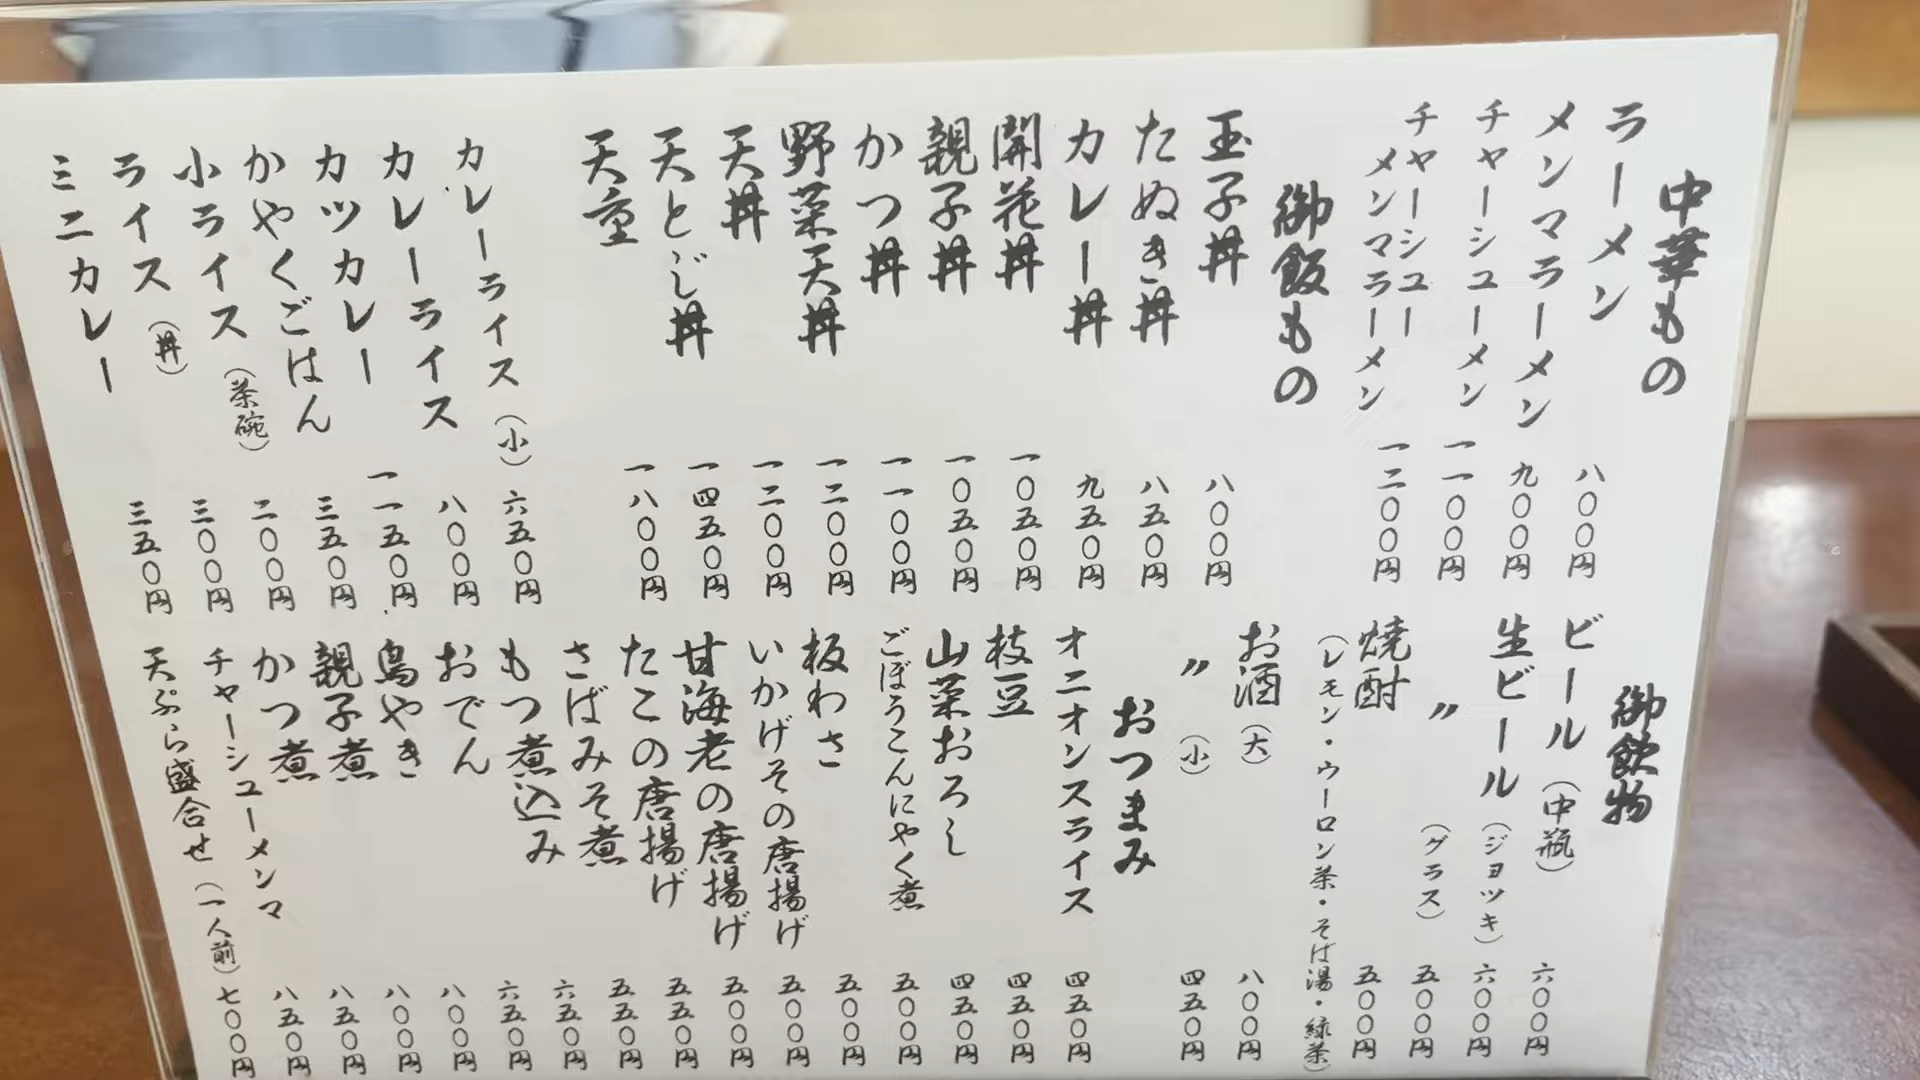 中華もの
ラーメン 八〇〇円
メンマラーメン 九〇〇円
チャーシューメン 一一〇〇円
チャーシューメンマラーメン 一二〇〇円
御飯もの
玉子丼 八〇〇円
たぬき丼 八五〇円
カレー丼 九五〇円
開花丼 一〇五〇円
親子丼 一〇五〇円
かつ丼 一一〇〇円
野菜天丼 一二〇〇円
天丼 一二〇〇円
天とじ丼 一四五〇円
天重 一八〇〇円
カレーライス(小) 六五〇円
カレーライス 八〇〇円
カツカレー 一一五〇円
かやくごはん 三五〇円
小ライス(茶碗) 二〇〇円
ライス(丼) 三〇〇円
ミニカレー 三五〇円
御飲物
ビール(中瓶) 六〇〇円
生ビール(ジョッキ) 六〇〇円
〃(グラス) 五〇〇円
焼酎 五〇〇円
(レモン・ウーロン茶・そば湯・緑茶)
お酒(大) 八〇〇円
〃(小) 四五〇円
おつまみ
オニオンスライス 四五〇円
枝豆 四五〇円
山菜おろし 四五〇円
ごぼうこんにゃく煮 五〇〇円
板わさ 五〇〇円
いかげその唐揚げ 五〇〇円
甘海老の唐揚げ 五〇〇円
たこの唐揚げ 五五〇円
さばみそ煮 五五〇円
もつ煮込み 六五〇円
おでん 六五〇円
鳥やき 八〇〇円
親子煮 八〇〇円
かつ煮 八五〇円
チャーシューメンマ 八五〇円
天ぷら盛合せ(一人前) 七〇〇円